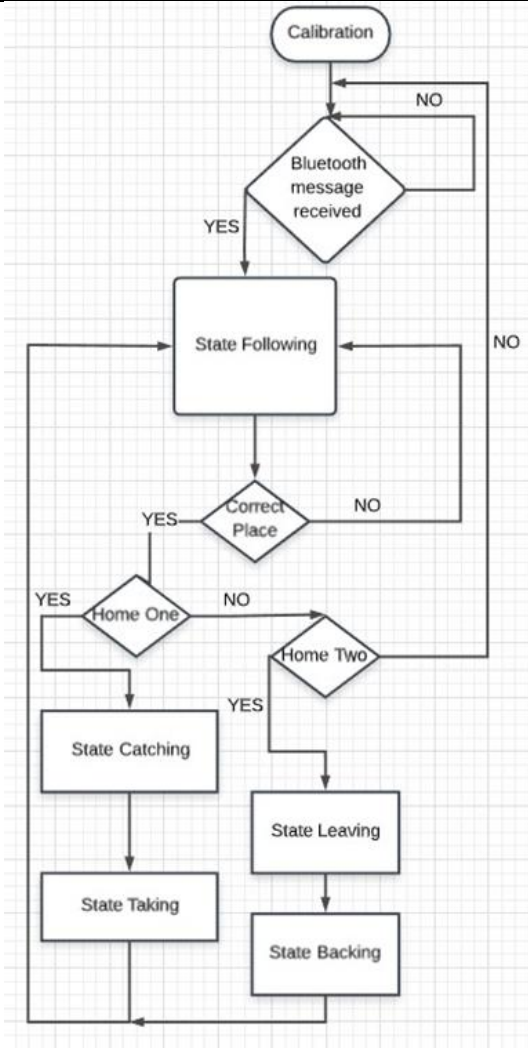 Calibration
NO
Bluetooth
message
received
YES
State Following
NO
Correct
Place
YES
NO
YES
Home One
NO
Home Two
YES
State Catching
State Leaving
State Taking
State Backing